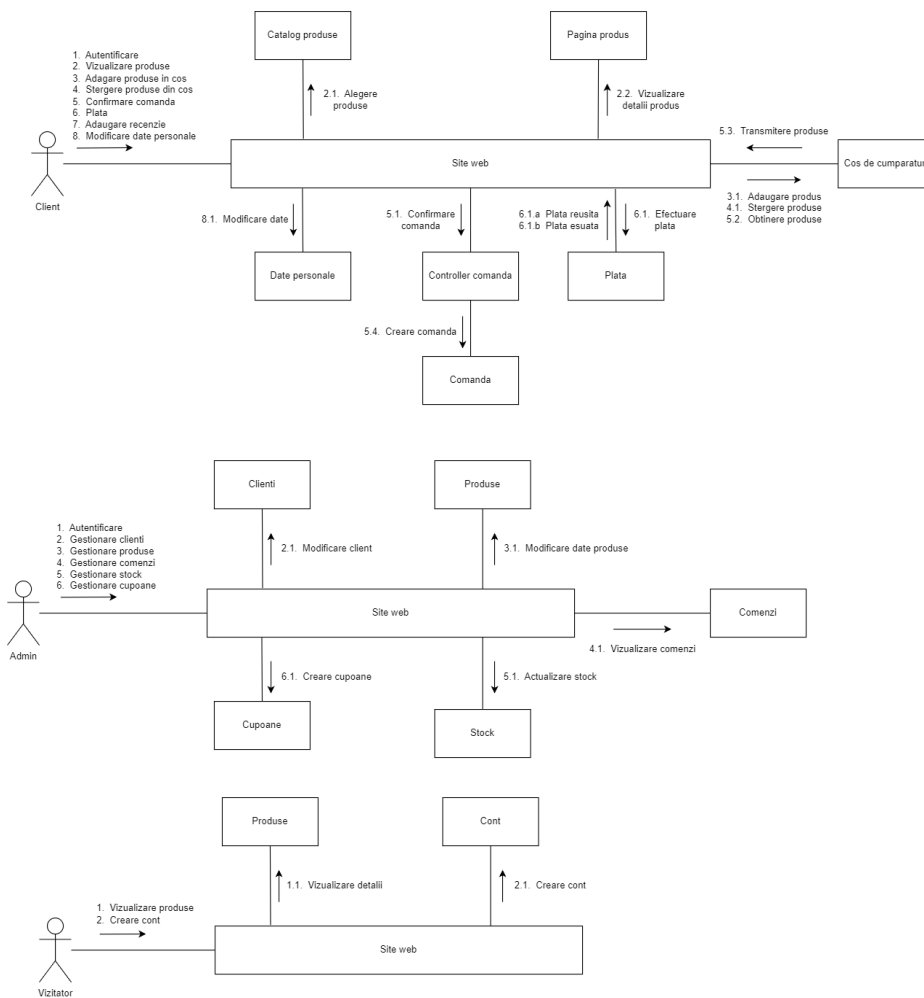 Catalog produse
Pagina produs
1. Autentificare
2. Vizualizare produse
3. Adagare produse in cos
4. Stergere produse din cos
5. Confirmare comanda
6. Plata
7. Adaugare recenzie
8. Modificare date personale
2.1. Alegere
produse
2.2. Vizualizare
detalii produs
5.3. Transmitere produse
Site web
Cos de cumparaturi
Client
3.1. Adaugare produs
4.1. Stergere produse
5.2. Obtinere produse
8.1. Modificare date
5.1. Confirmare
comanda
6.1.a Plata reusita
6.1.b Plata esuata
6.1. Efectuare
plata
Date personale
Controller comanda
Plata
5.4. Creare comanda
Comanda
Clienti
Produse
1. Autentificare
2. Gestionare clienti
3. Gestionare produse
4. Gestionare comenzi
5. Gestionare stock
6. Gestionare cupoane
2.1. Modificare client
3.1. Modificare date produse
Site web
Comenzi
Admin
4.1. Vizualizare comenzi
6.1. Creare cupoane
5.1. Actualizare stock
Cupoane
Stock
Produse
Cont
1.1. Vizualizare detalii
2.1. Creare cont
1. Vizualizare produse
2. Creare cont
Site web
Vizitator